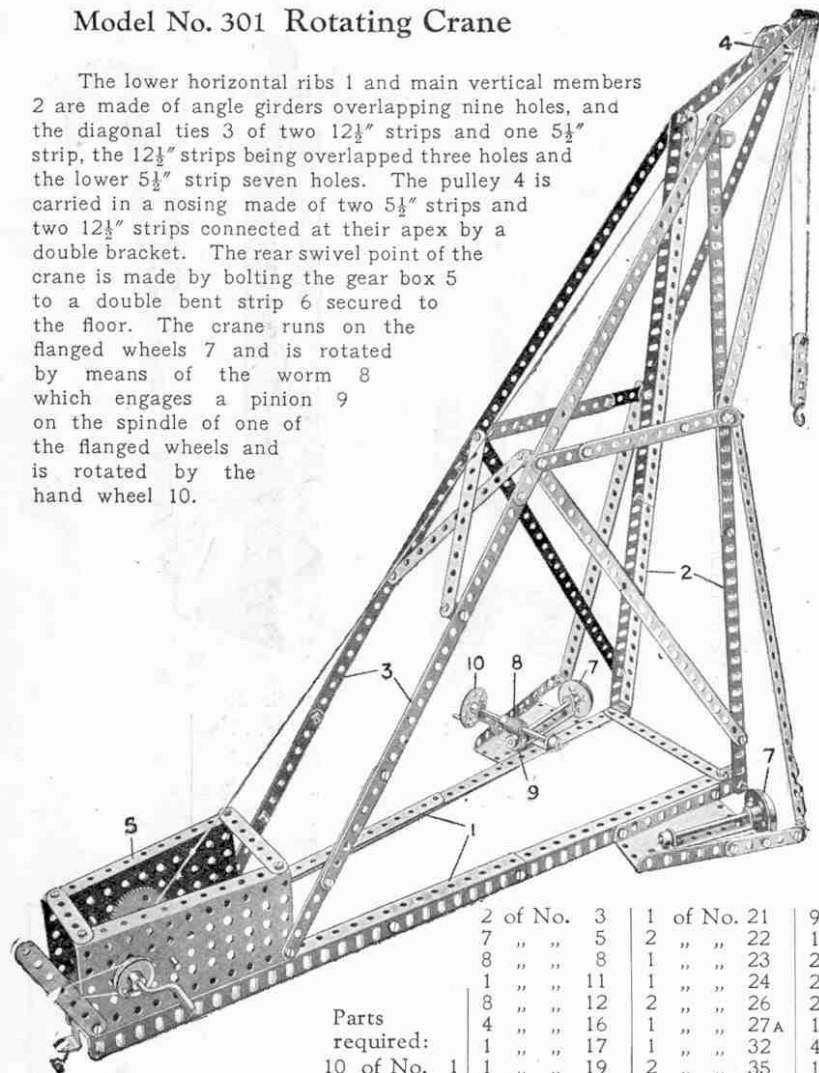 Model No. 301 Rotating Crane
The lower horizontal ribs 1 and main vertical members
2 are made of angle girders overlapping nine holes, and
the diagonal ties 3 of two 12½″ strips and one 5½″
strip, the 12½″ strips being overlapped three holes and
the lower 5½″ strip seven holes. The pulley 4 is
carried in a nosing made of two 5½″ strips and
two 12½″ strips connected at their apex by a
double bracket. The rear swivel point of the
crane is made by bolting the gear box 5
to a double bent strip 6 secured to
the floor. The crane runs on the
flanged wheels 7 and is rotated
by means of the worm 8
which engages a pinion 9
on the spindle of one of
the flanged wheels and
is rotated by the
hand wheel 10.
4
2
3
10 8 7
9
7
5
1
Parts
required:
10 of No. 1
2 of No. 3
7 „ „ 5
8 „ „ 8
1 „ „ 11
8 „ „ 12
4 „ „ 16
1 „ „ 17
1 „ „ 19
1 of No. 21
2 „ „ 22
1 „ „ 23
1 „ „ 24
2 „ „ 26
1 „ „ 27A
1 „ „ 32
2 „ „ 35
9
1
2
2
2
1
4
1